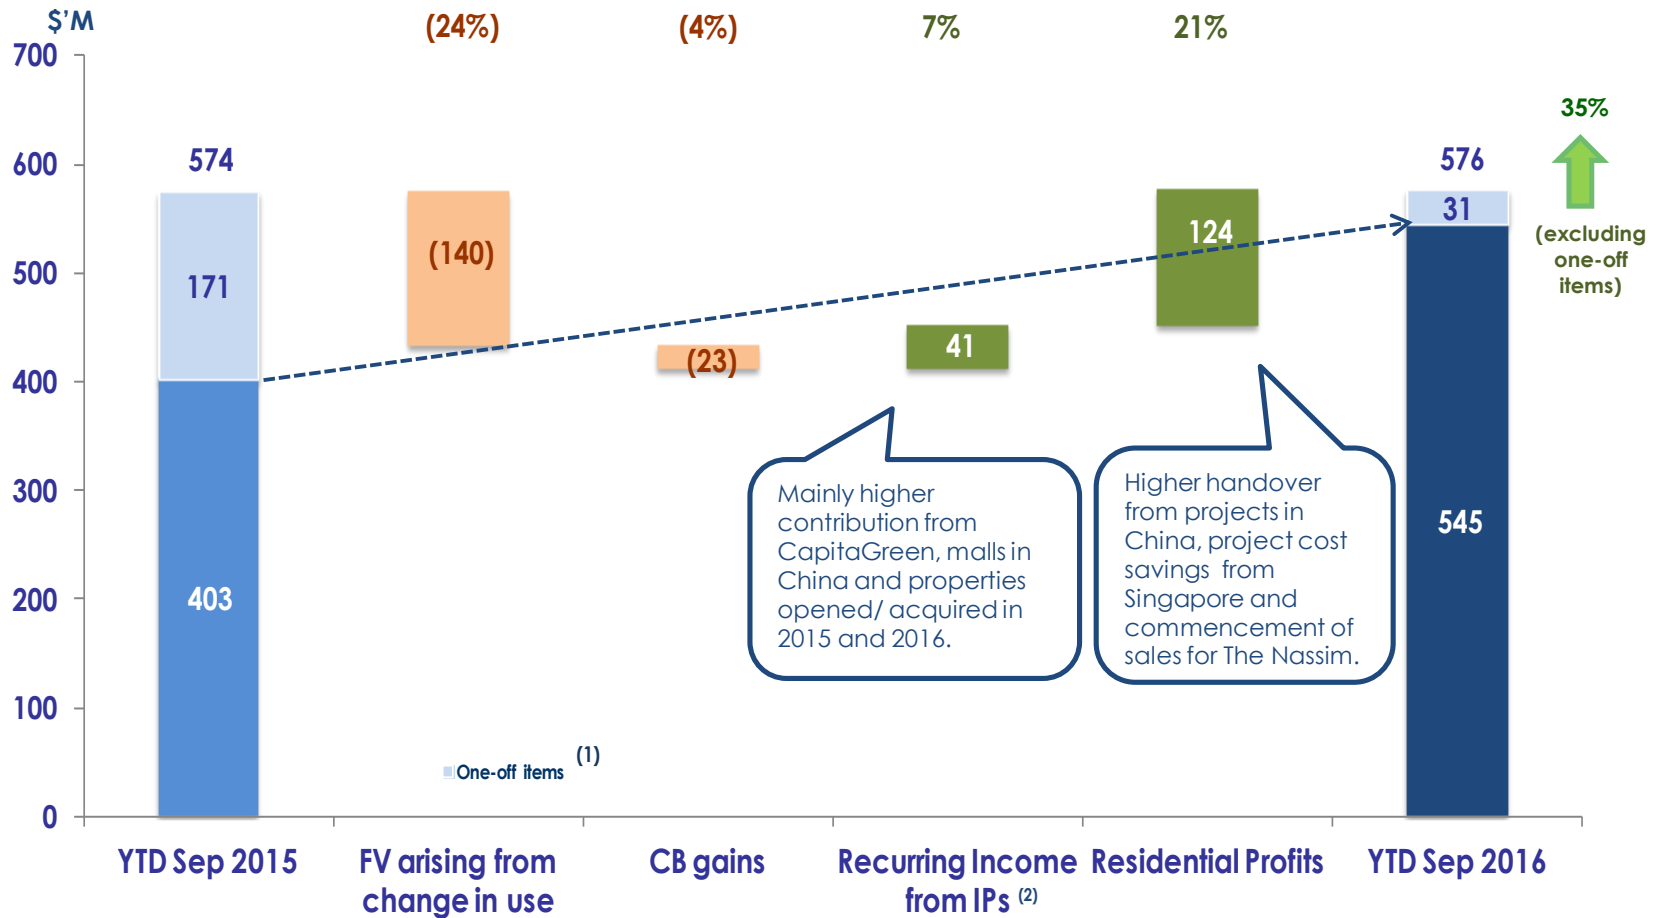 $'M
(24%)
(4%)
7%
21%
700
600
500
400
300
200
100
0
574
171
403
(140)
(23)
41
124
576
31
545
35%
(excluding
one-off
items)
Mainly higher
contribution from
CapitaGreen, malls in
China and properties
opened/ acquired in
2015 and 2016.
Higher handover
from projects in
China, project cost
savings from
Singapore and
commencement of
sales for The Nassim.
One-off items (1)
YTD Sep 2015
FV arising from
change in use
CB gains
Recurring Income
from IPs (2)
Residential Profits
YTD Sep 2016